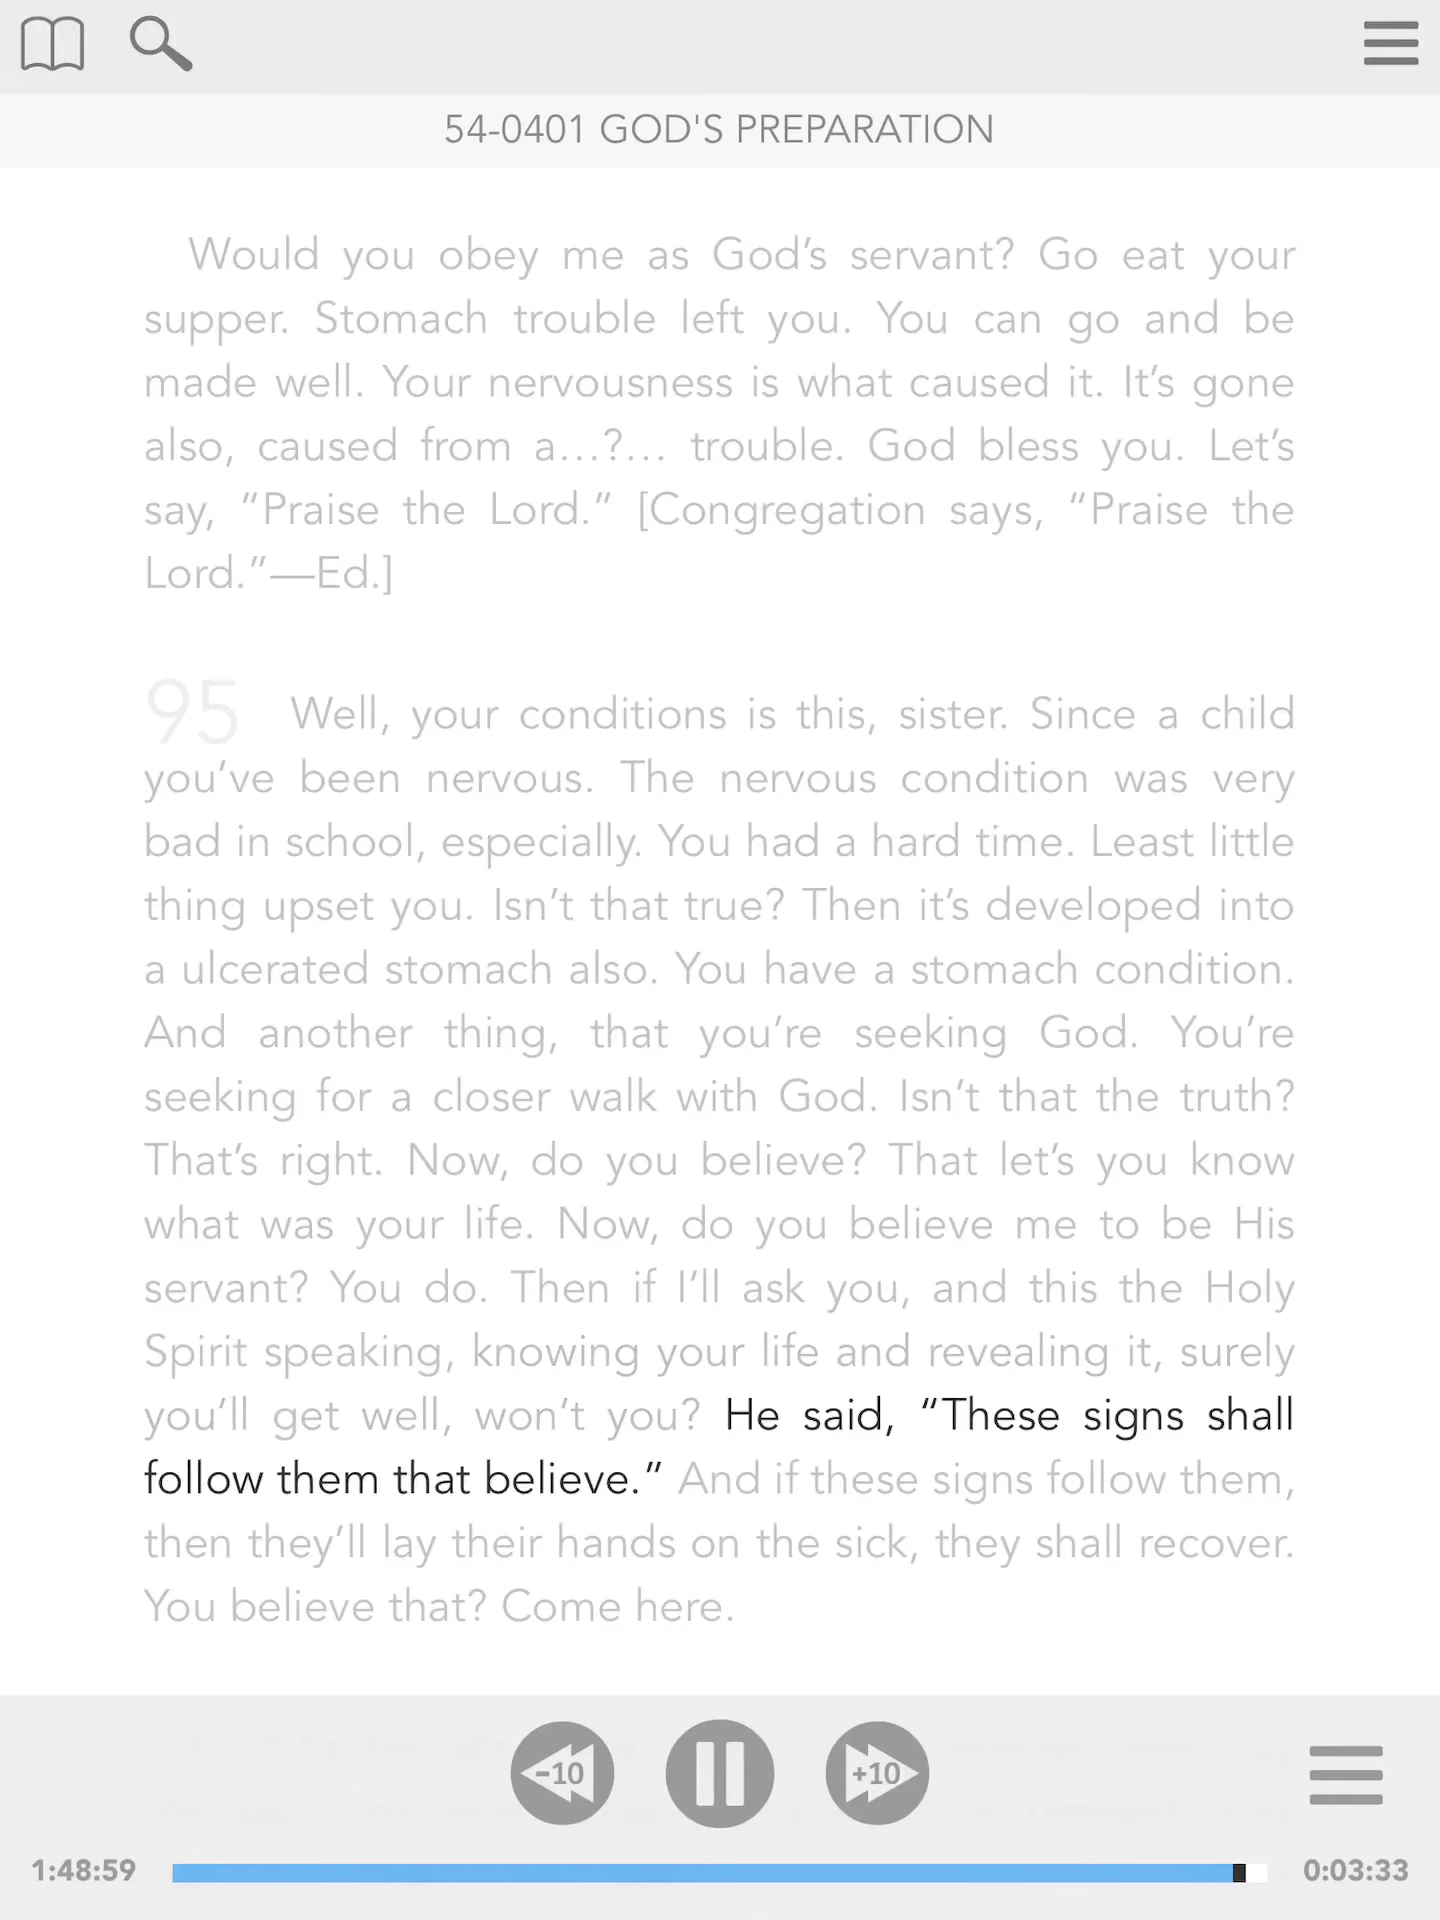 54-0401 GOD'S PREPARATION
Would you obey me as God’s servant? Go eat your
supper. Stomach trouble left you. You can go and be
made well. Your nervousness is what caused it. It’s gone
also, caused from a…?… trouble. God bless you. Let’s
say, “Praise the Lord.” [Congregation says, “Praise the
Lord.”—Ed.]
95 Well, your conditions is this, sister. Since a child
you’ve been nervous. The nervous condition was very
bad in school, especially. You had a hard time. Least little
thing upset you. Isn’t that true? Then it’s developed into
a ulcerated stomach also. You have a stomach condition.
And another thing, that you’re seeking God. You’re
seeking for a closer walk with God. Isn’t that the truth?
That’s right. Now, do you believe? That let’s you know
what was your life. Now, do you believe me to be His
servant? You do. Then if I’ll ask you, and this the Holy
Spirit speaking, knowing your life and revealing it, surely
you’ll get well, won’t you? He said, “These signs shall
follow them that believe.” And if these signs follow them,
then they’ll lay their hands on the sick, they shall recover.
You believe that? Come here.
-10 +10
1:48:59 0:03:33